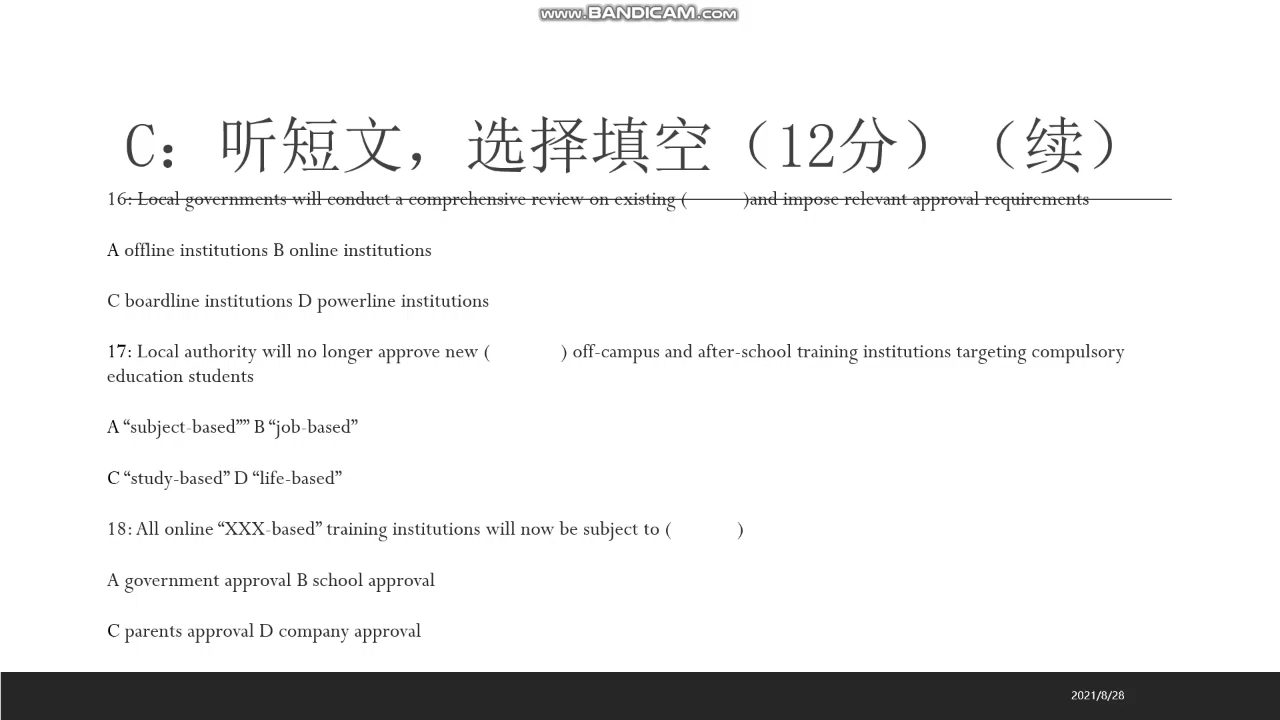 www.BANDICAM.com
C：听短文，选择填空（12分）（续）
16: Local governments will conduct a comprehensive review on existing (          )and impose relevant approval requirements
A offline institutions B online institutions
C boardline institutions D powerline institutions
17: Local authority will no longer approve new (             ) off-campus and after-school training institutions targeting compulsory
education students
A “subject-based”” B “job-based”
C “study-based” D “life-based”
18: All online “XXX-based” training institutions will now be subject to (            )
A government approval B school approval
C parents approval D company approval
2021/8/28